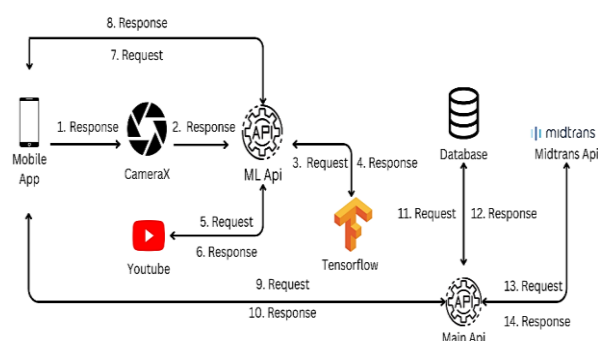 8. Response
7. Request
1. Response
2. Response
Mobile
App
CameraX
API
ML Api
3. Request
4. Response
Database
midtrans
Midtrans Api
5. Request
6. Response
Youtube
Tensorflow
11. Request
12. Response
9. Request
10. Response
API
Main Api
13. Request
14. Response